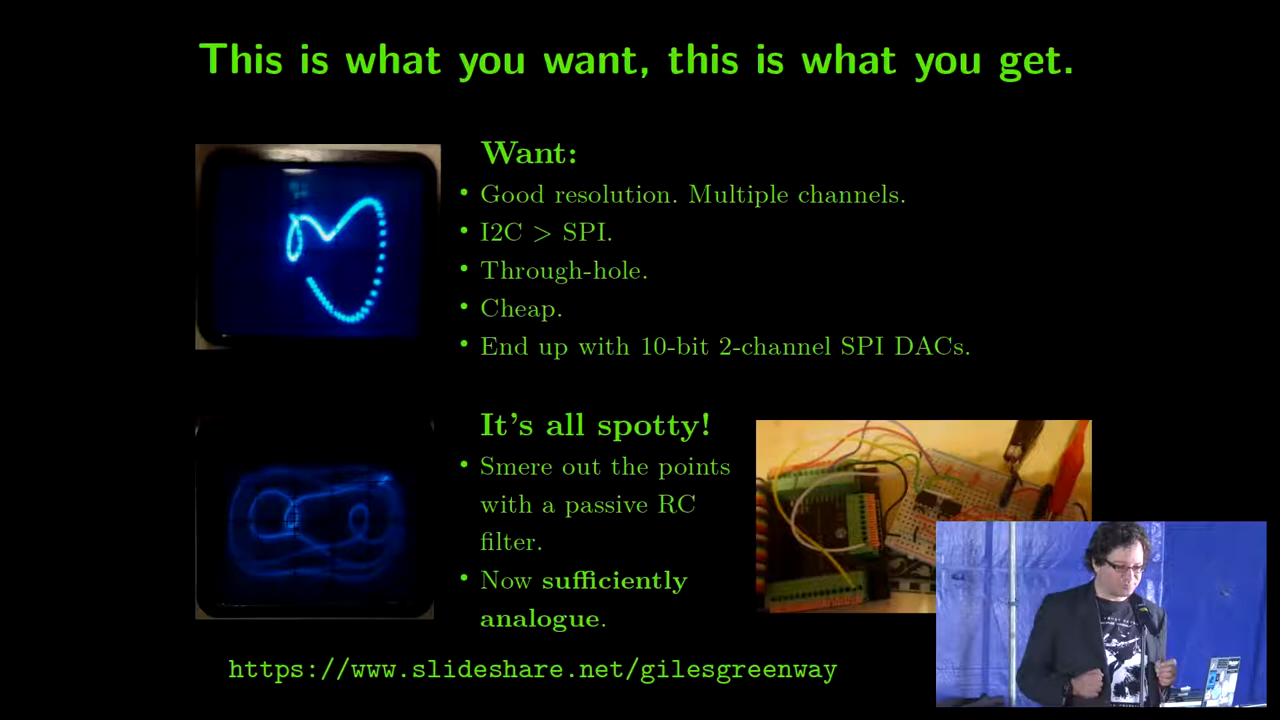 This is what you want, this is what you get.
Want:
• Good resolution. Multiple channels.
• I2C > SPI.
• Through-hole.
• Cheap.
• End up with 10-bit 2-channel SPI DACs.
It's all spotty!
• Smere out the points
with a passive RC
filter.
• Now sufficiently
analogue.
https://www.slideshare.net/gilesgreenway